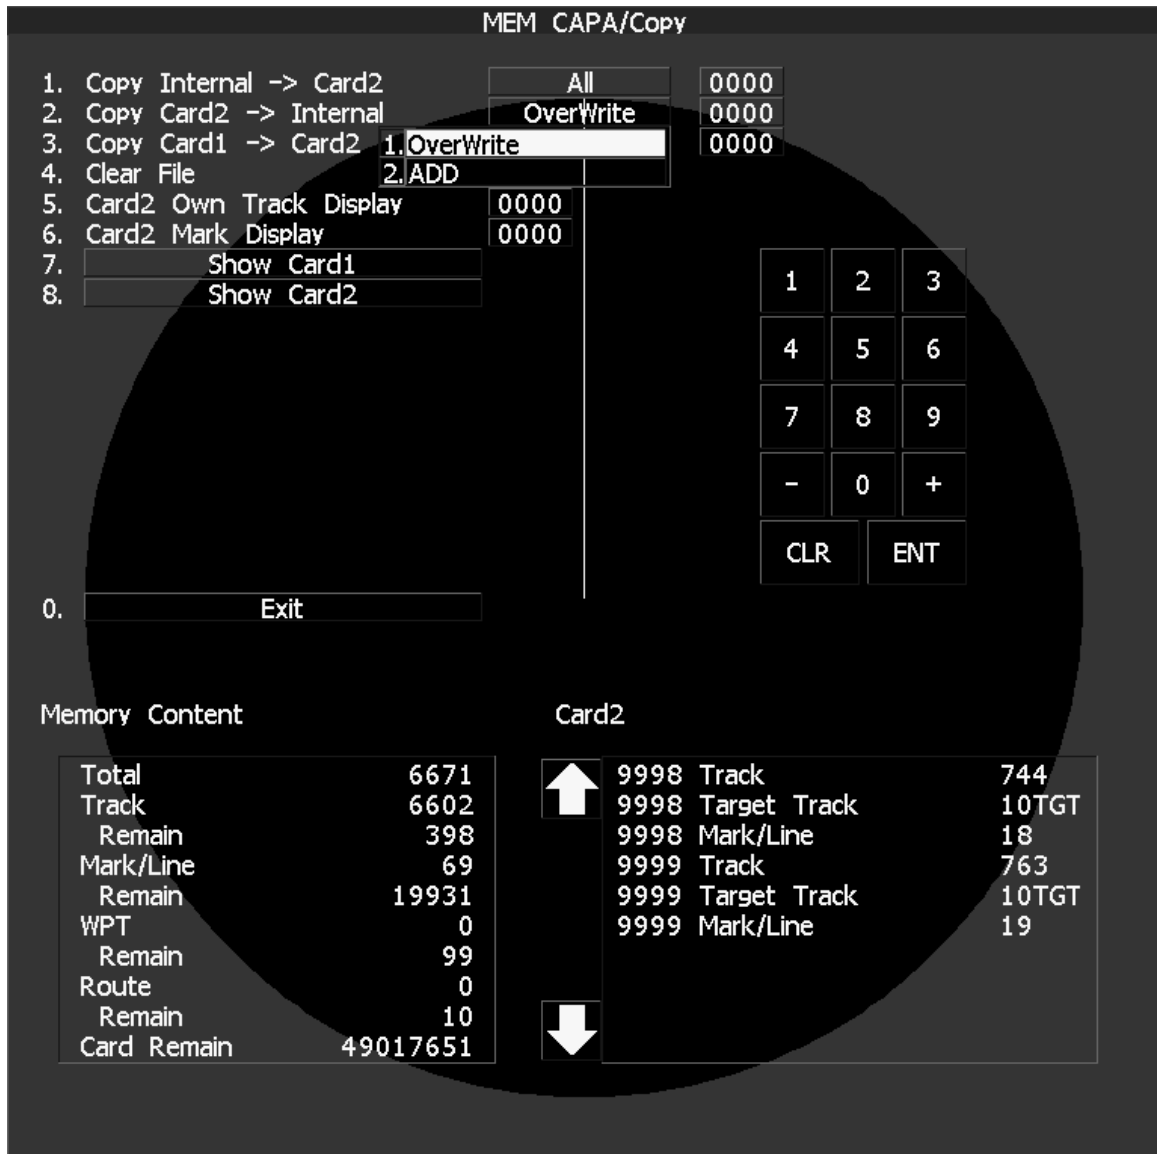 MEM CAPA/Copy
1. Copy Internal -> Card2 All 0000
2. Copy Card2 -> Internal OverWrite 0000
3. Copy Card1 -> Card2 0000
1. OverWrite
4. Clear File
2. ADD
5. Card2 Own Track Display 0000
6. Card2 Mark Display 0000
7. Show Card1
8. Show Card2
1 2 3
4 5 6
7 8 9
- 0 +
CLR ENT
0. Exit
Memory Content
Total 6671
Track 6602
Remain 398
Mark/Line 69
Remain 19931
WPT 0
Remain 99
Route 0
Remain 10
Card Remain 49017651
Card2
9998 Track 744
9998 Target Track 10TGT
9998 Mark/Line 18
9999 Track 763
9999 Target Track 10TGT
9999 Mark/Line 19